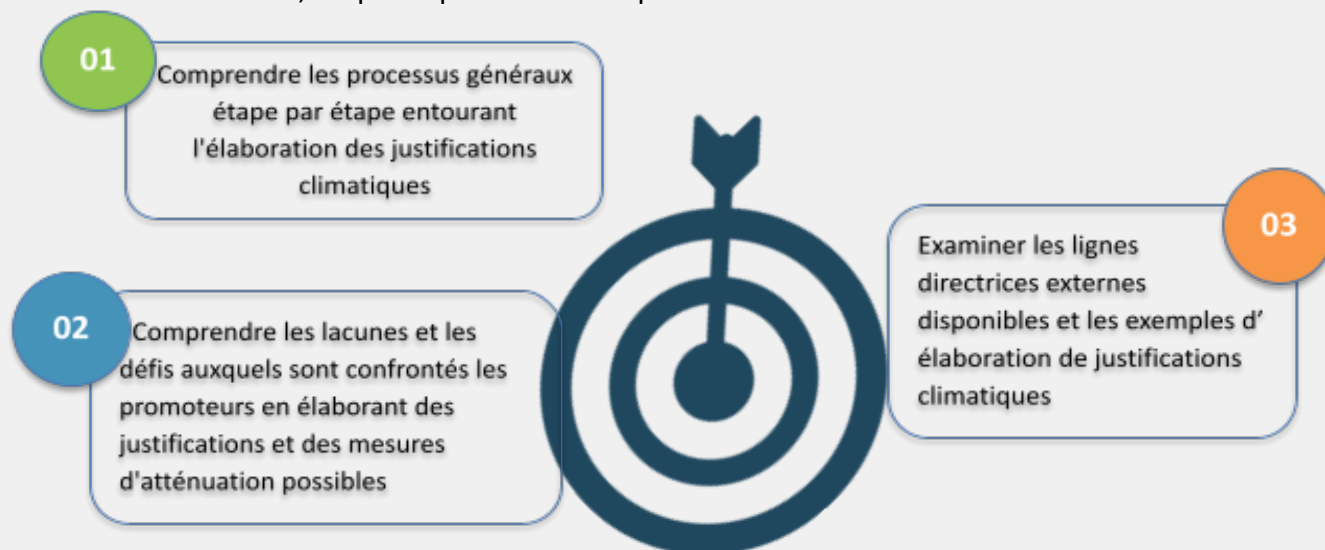 01
Comprendre les processus généraux
étape par étape entourant
l'élaboration des justifications
climatiques
02
Comprendre les lacunes et les
défis auxquels sont confrontés les
promoteurs en élaborant des
justifications et des mesures
d'atténuation possibles
03
Examiner les lignes
directrices externes
disponibles et les exemples d’
élaboration de justifications
climatiques